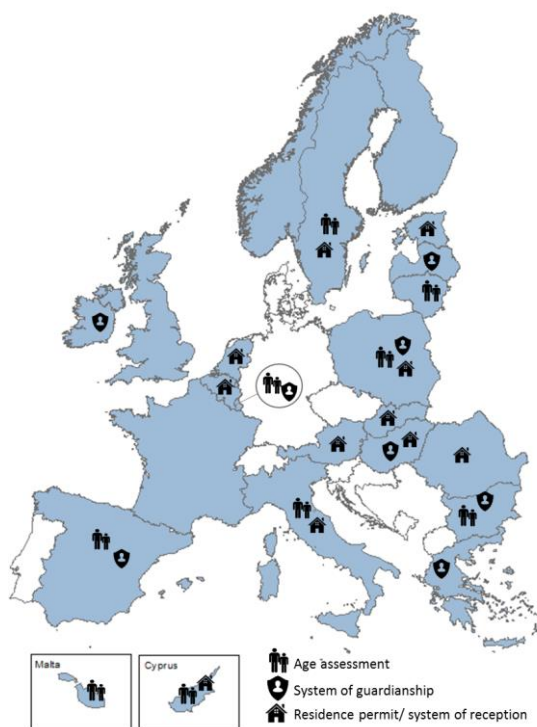 Malta
Cyprus
Age assessment
System of guardianship
Residence permit/ system of reception